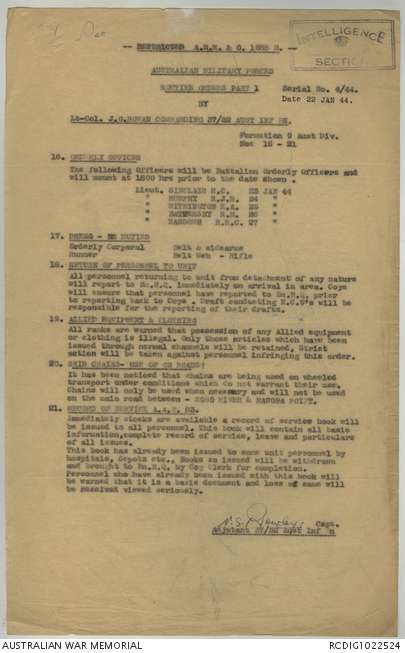 -- RESTRICTED A.R.R. & O. 1585 2. --
INTELLIGENCE
SECTION
AUSTRALIAN MILITARY FORCES
ROUTINE ORDERS PART 1
Serial No. 4/44.
BY
Date 22 JAN 44.
Lt-Col. J.G. COMMANDING 37/52 AUST INF BN.
Formation 5 Aust Div.
Nos 16 - 21
16. ORDERLY OFFICER
The following Officers will be Battalion Orderly Officers and
will mount at 1800 hrs prior to the date shown.
Lieut. SINCLAIR 23 JAN 44
" MURPHY R.J.H. 24 "
" 25 "
" 26 "
" 27 "
17. DRESS - BN DUTIES
Orderly Corporal Belt & sidearms
Runner Belt Web - Rifle
18. RETURN OF PERSONNEL TO UNIT
All personnel returning to unit from detachment of any nature
will report to Bn.H.Q. immediately on arrival in area. Coys
will ensure that personnel have reported to Bn.H.Q. prior
to reporting back to Coys. Draft conducting N.C.O's will be
responsible for the reporting of their drafts.
19. ALLIED EQUIPMENT & CLOTHING
All ranks are warned that possession of any Allied equipment
or clothing is illegal. Only those articles which have been
issued through normal channels will be retained. Strict
action will be taken against personnel infringing this order.
20. SKID CHAINS- USE OF ON ROADS:
It has been noticed that chains are being used on wheeled
transport under conditions which do not warrant their use.
Chains will only be used when necessary and will not be used
on the main road between - KOKO RIVER &
21. RECORD OF SERVICE A.A.B. 83.
Immediately stocks are available a record of service book will
be issued to all personnel. This book will contain all basic
information,complete record of service, leave and particulars
of all issues.
This book has already been issued to some unit personnel by
hospitals, depots etc., Books so issued will be withdrawn
and brought to Bn.H.Q. by Coy Clerk for completion.
Personnel who have already been issued with this book will
be warned that it is a basic document and loss of same will
be viewed seriously.
Capt.
Adjutant 37/52 Aust Inf Bn
AUSTRALIAN WAR MEMORIAL
RCDIG1022524